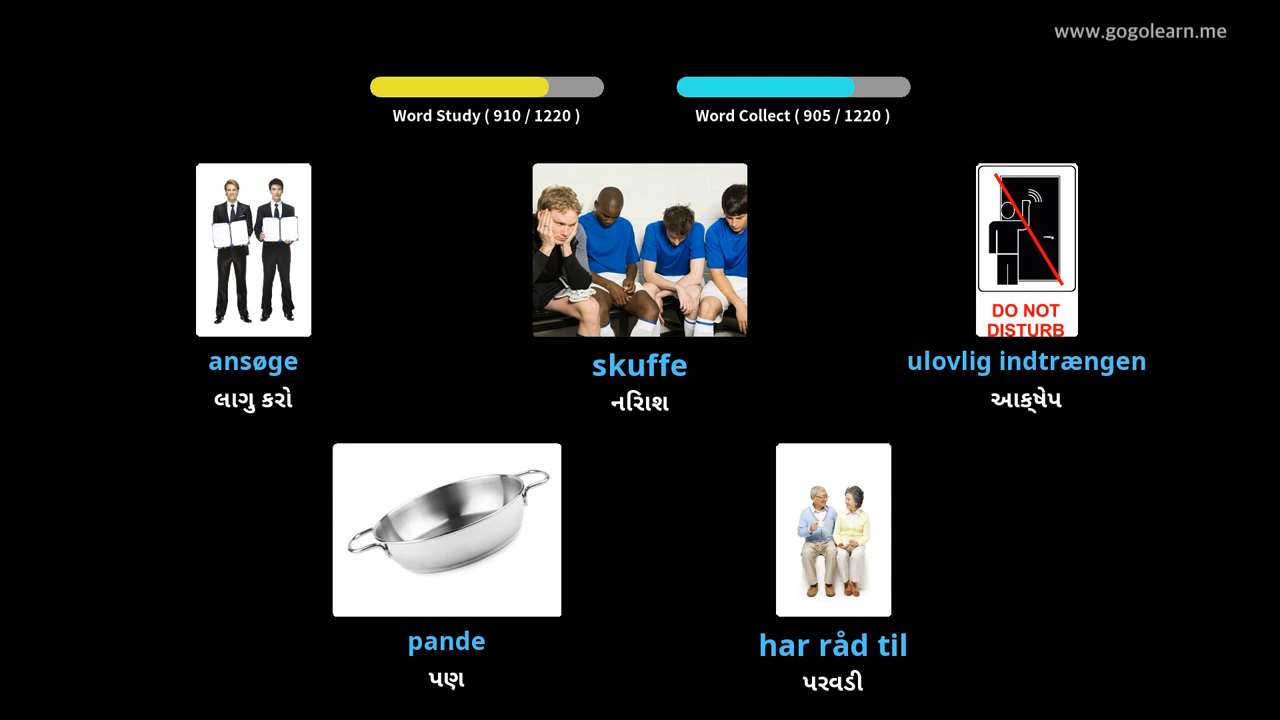 www.gogolearn.me
Word Study ( 910 / 1220 )
Word Collect ( 905 / 1220 )
DO NOT
DISTURB
ansøge
લાગુ કરો
skuffe
નિરાશ
ulovlig indtrængen
આક્ષેપ
pande
પણ
har råd til
પરવડી